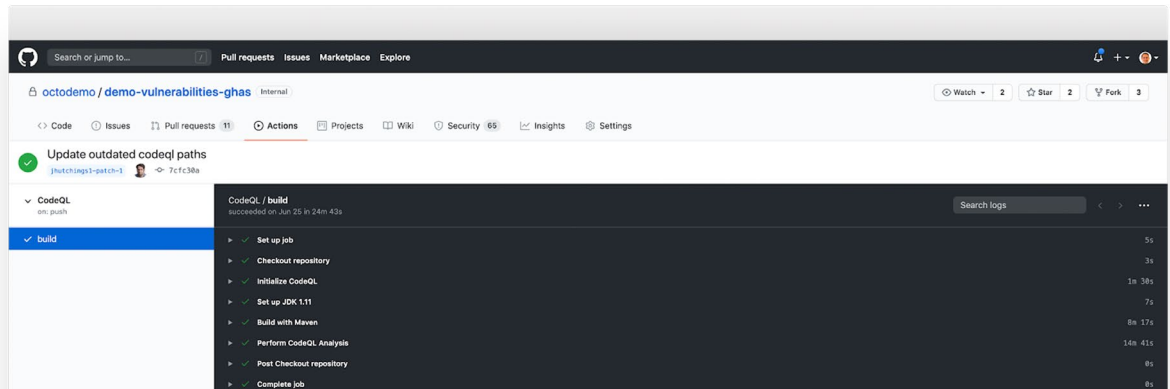 Search or jump to... / Pull requests Issues Marketplace Explore
octodemo / demo-vulnerabilities-ghas Internal Watch 2 Star 2 Fork 3
Code Issues Pull requests 11 Actions Projects Wiki Security 65 Insights Settings
Update outdated codeql paths
jhutchings1-patch-1 7cfc30a
CodeQL
on: push
build
CodeQL / build
succeeded on Jun 25 in 24m 43s
Search logs
Set up job 5s
Checkout repository 3s
Initialize CodeQL 1m 30s
Set up JDK 1.11 7s
Build with Maven 8m 17s
Perform CodeQL Analysis 14m 41s
Post Checkout repository 0s
Complete job 0s